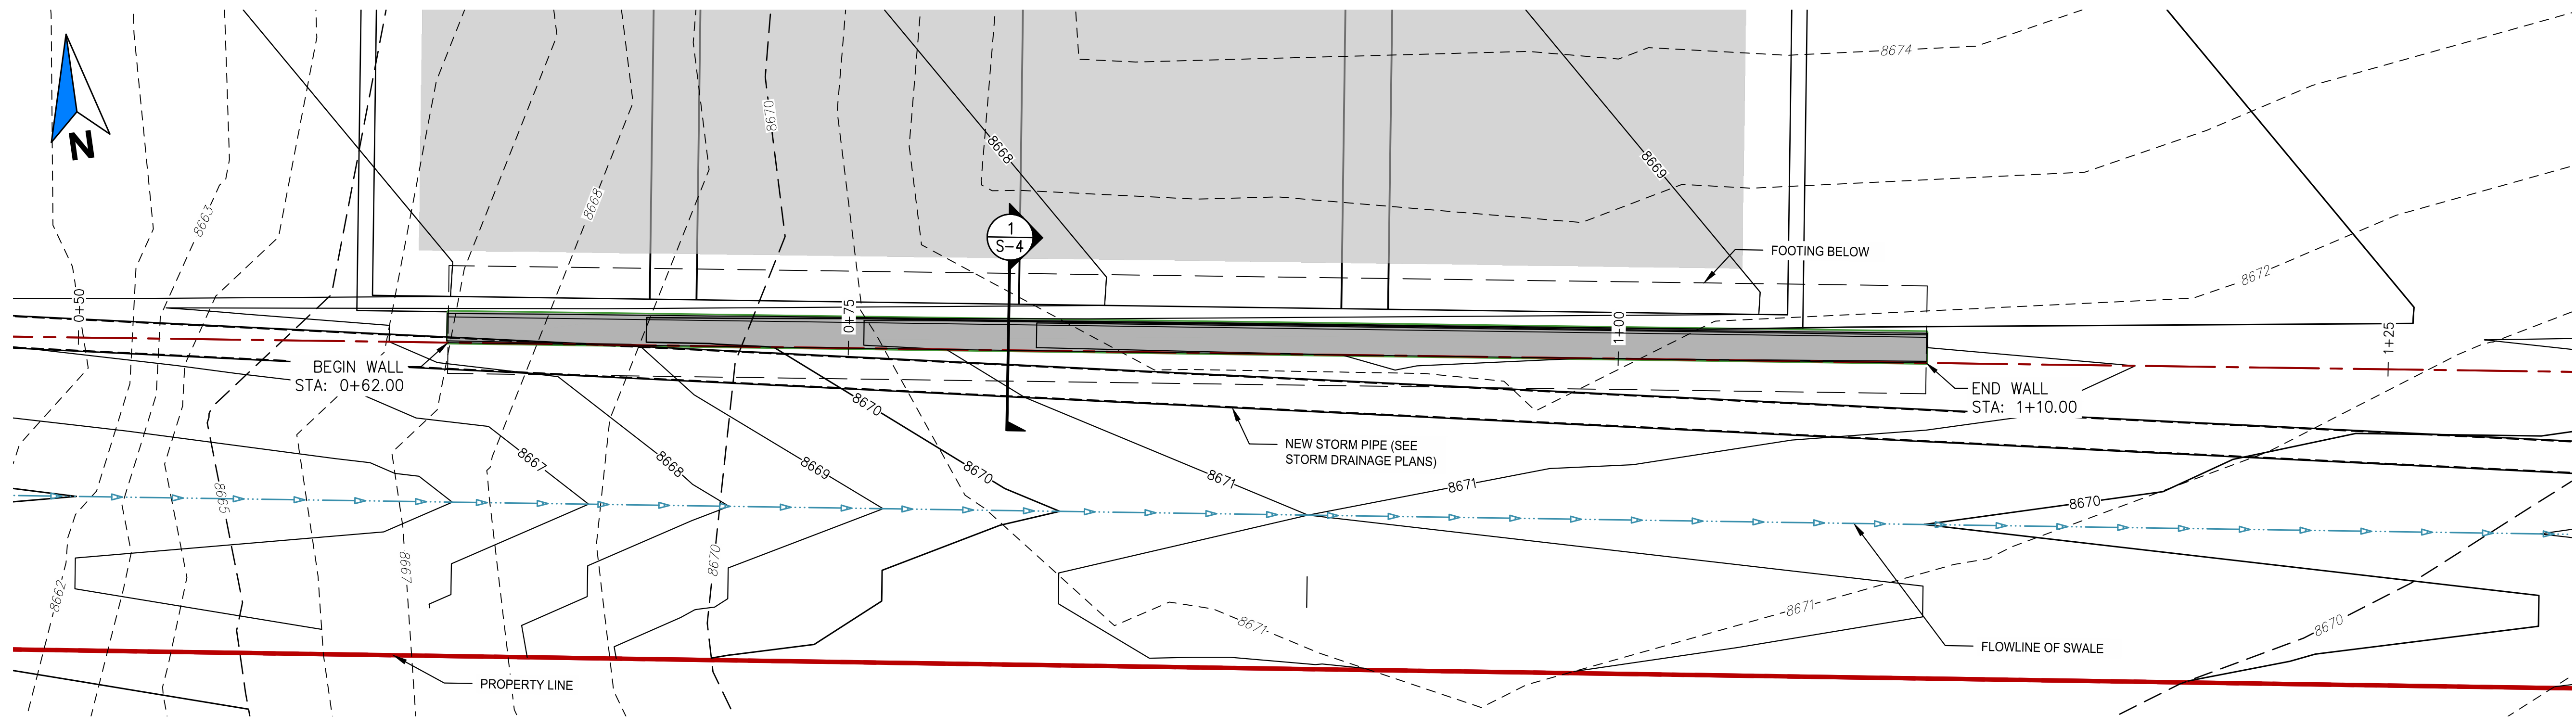 8674
8670
8668
8669
N
8668
8663
1
S-4
FOOTING BELOW
8672
0+50
0+75
1+00
1+25
BEGIN WALL
STA: 0+62.00
END WALL
STA: 1+10.00
8670
NEW STORM PIPE (SEE
STORM DRAINAGE PLANS)
8667
8668
8669
8670
8671
8671
8665
8670
8667
8670
8662
8671
8671
8670
FLOWLINE OF SWALE
PROPERTY LINE